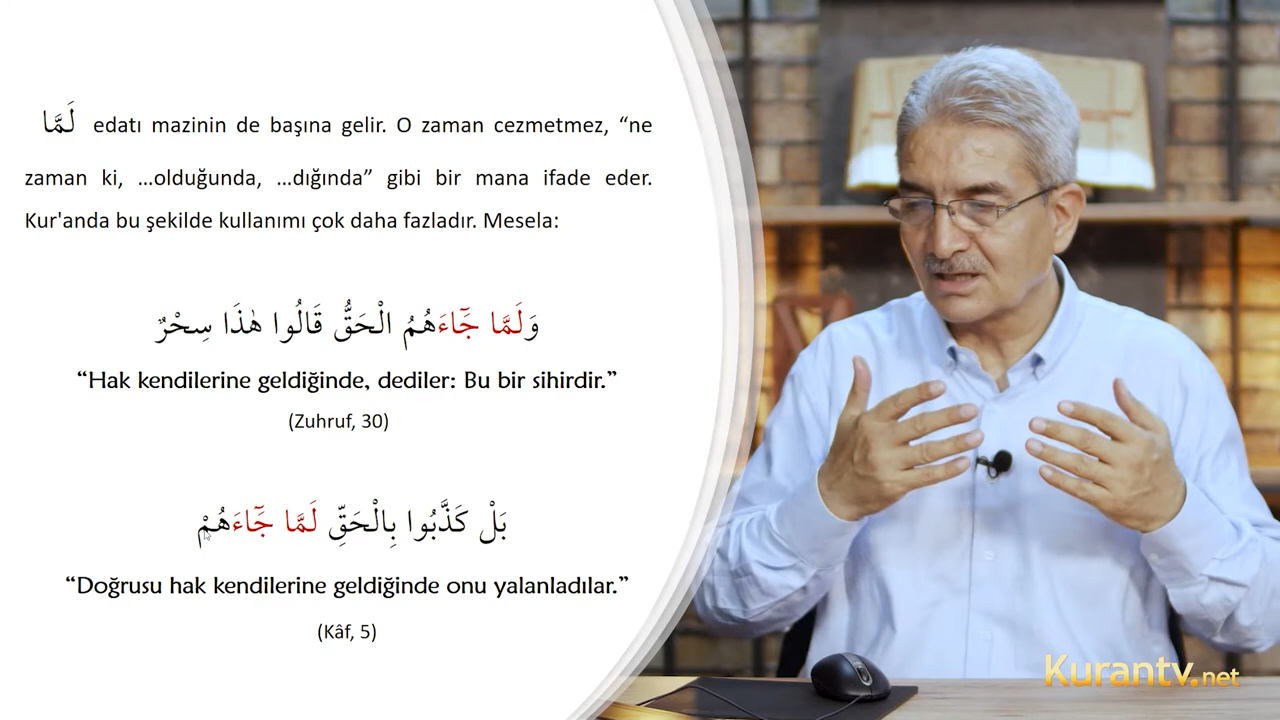 لَمَّا edatı mazinin de başına gelir. O zaman cezmetmez, “ne
zaman ki, ...olduğunda, ...dığında” gibi bir mana ifade eder.
Kur'anda bu şekilde kullanımı çok daha fazladır. Mesela:
وَلَمَّا جَٓاءَهُمُ الْحَقُّ قَالُوا هٰذَا سِحْرٌ
“Hak kendilerine geldiğinde, dediler: Bu bir sihirdir.”
(Zuhruf, 30)
بَلْ كَذَّبُوا بِالْحَقِّ لَمَّا جَٓاءَهُمْ
“Doğrusu hak kendilerine geldiğinde onu yalanladılar.”
(Kâf, 5)
Kurantv.net